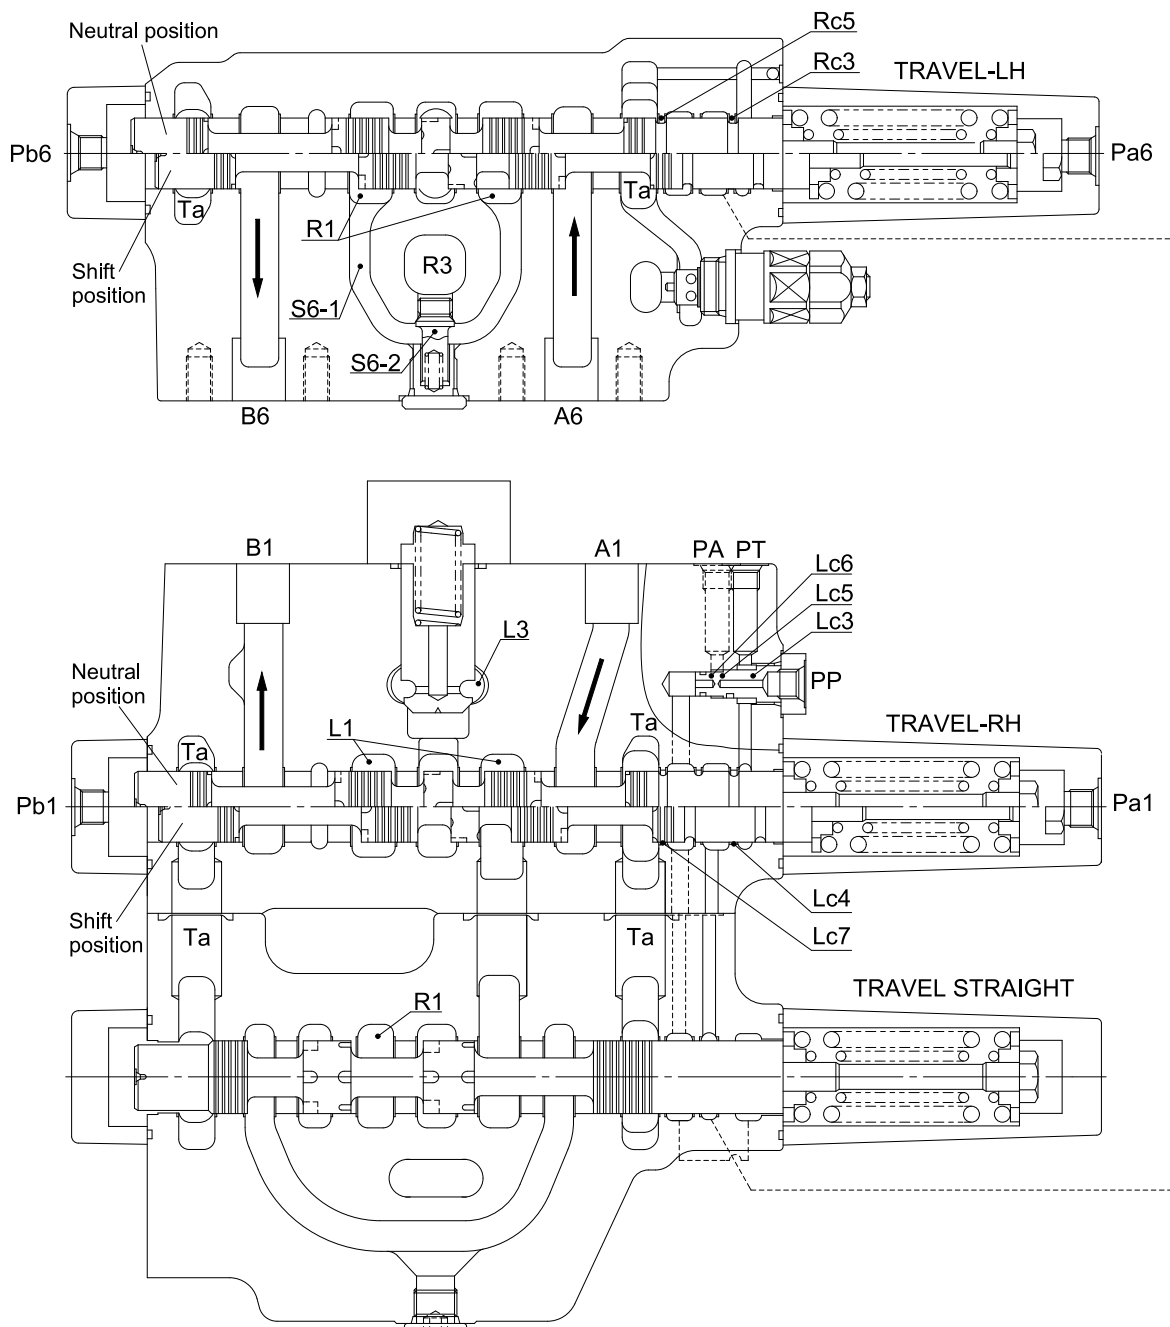 Rc5
Neutral position
Rc3
TRAVEL-LH
Pb6
Pa6
Ta
Ta
R1
R3
Shift
position
S6-1
S6-2
B6
A6
B1
A1
PA
PT
Lc6
Lc5
Lc3
L3
Neutral
position
PP
Ta
Ta
L1
TRAVEL-RH
Pb1
Pa1
Shift
position
Lc4
Ta
Ta
Lc7
R1
TRAVEL STRAIGHT